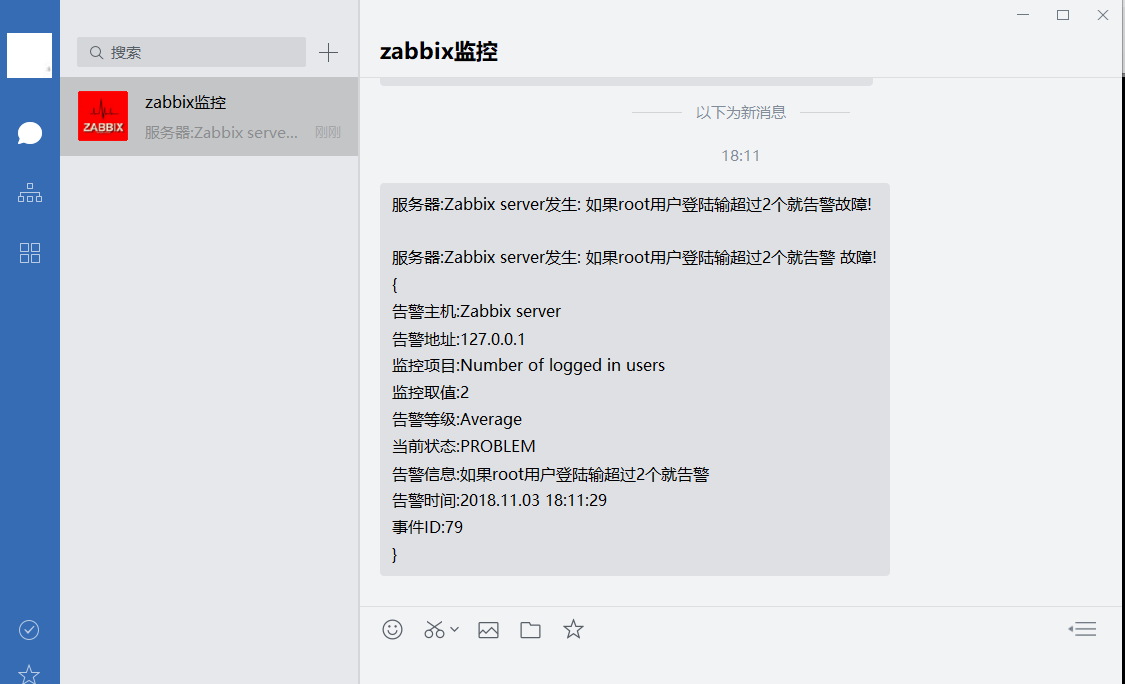 搜索
zabbix监控
ZABBIX
zabbix监控
服务器:Zabbix serve... 刚刚
以下为新消息
18:11
服务器:Zabbix server发生: 如果root用户登陆输超过2个就告警故障!
服务器:Zabbix server发生: 如果root用户登陆输超过2个就告警 故障!
{
告警主机:Zabbix server
告警地址:127.0.0.1
监控项目:Number of logged in users
监控取值:2
告警等级:Average
当前状态:PROBLEM
告警信息:如果root用户登陆输超过2个就告警
告警时间:2018.11.03 18:11:29
事件ID:79
}